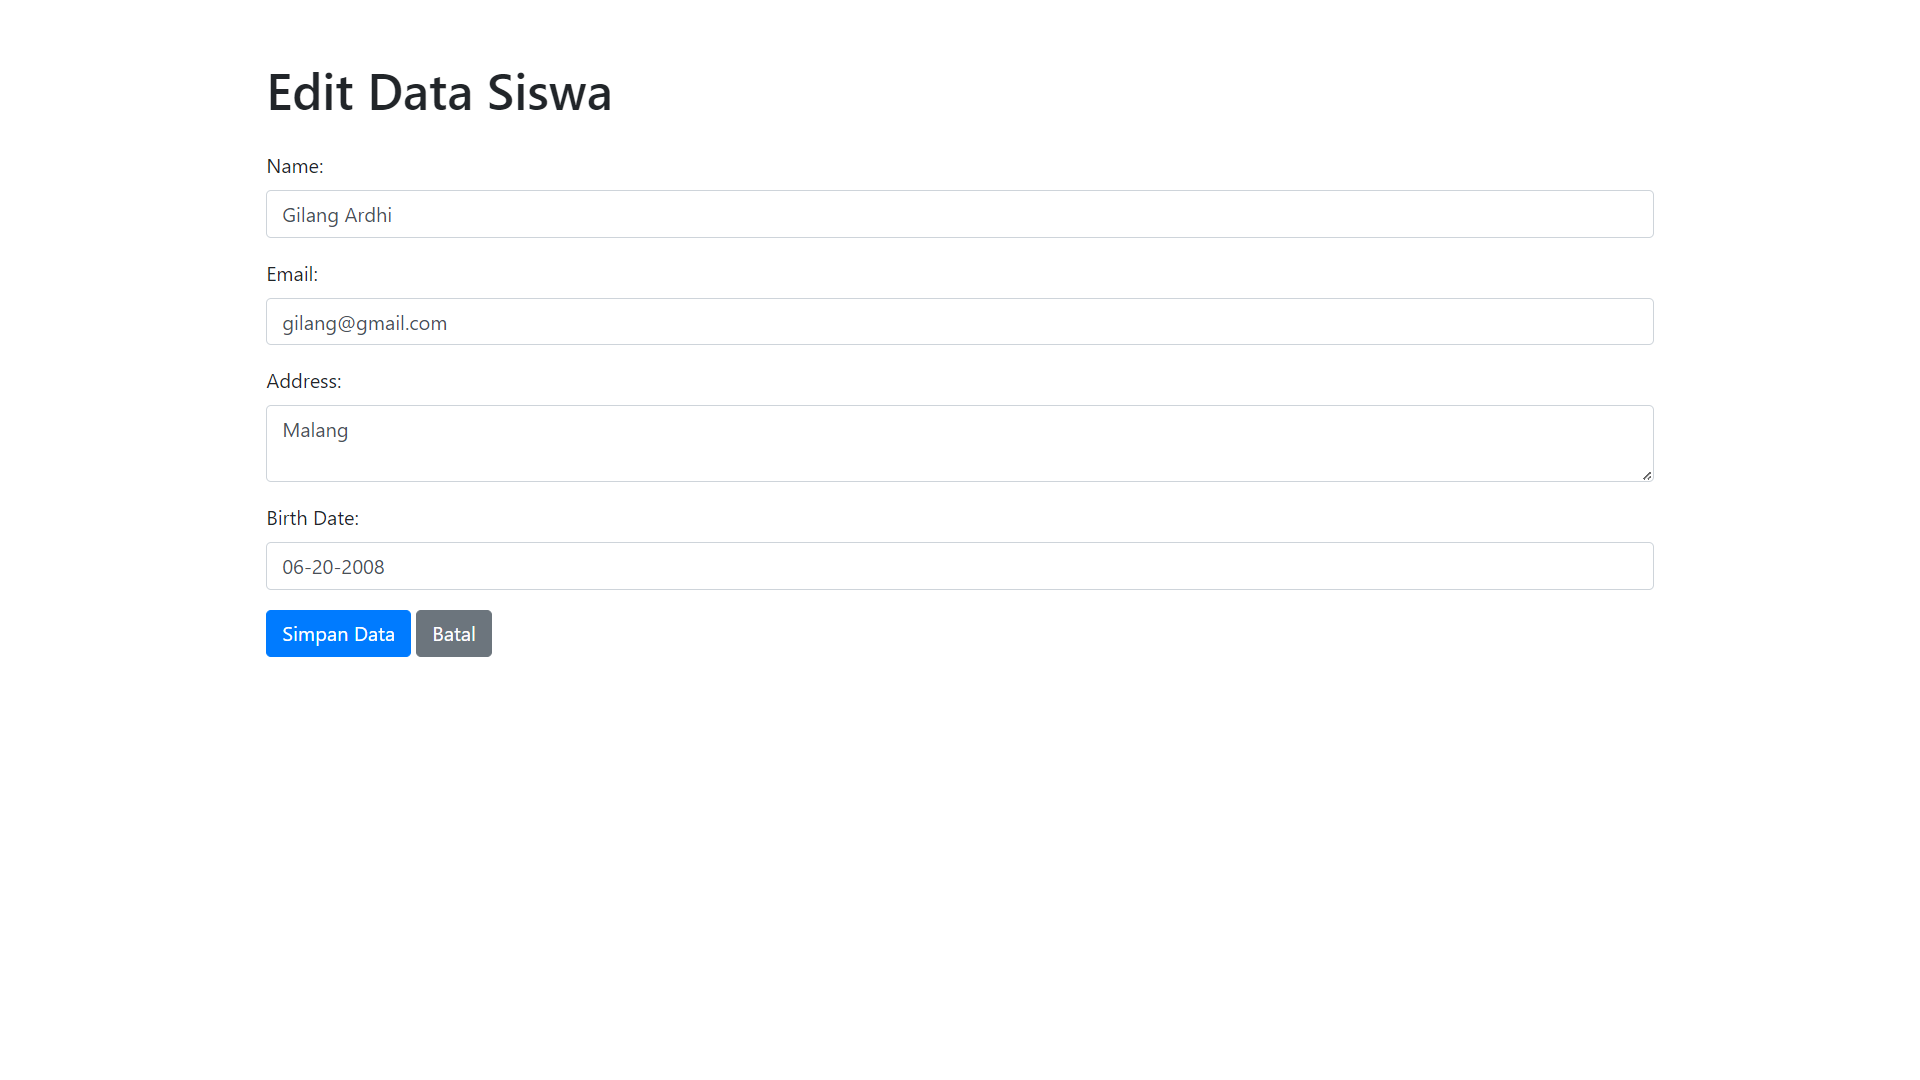 Edit Data Siswa
Name:
Gilang Ardhi
Email:
gilang@gmail.com
Address:
Malang
Birth Date:
06-20-2008
Simpan Data Batal